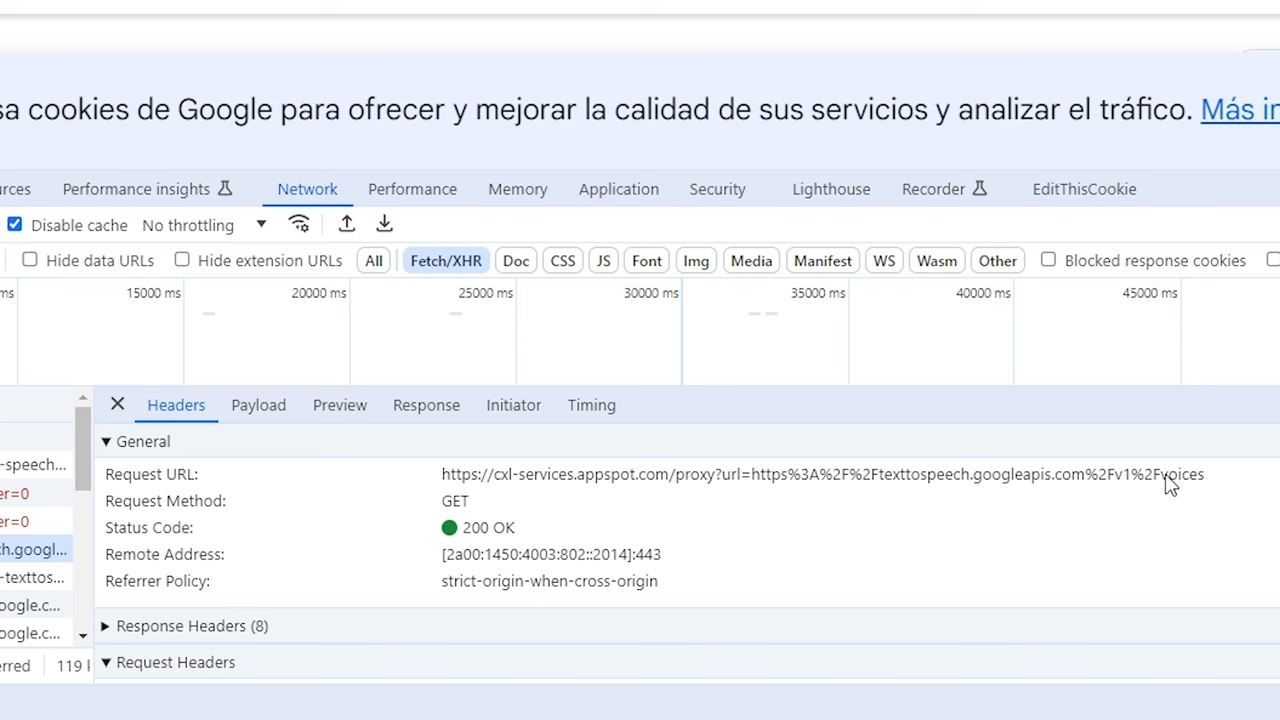 sa cookies de Google para ofrecer y mejorar la calidad de sus servicios y analizar el tráfico. Más in
urces Performance insights Network Performance Memory Application Security Lighthouse Recorder EditThisCookie
Disable cache No throttling
Hide data URLs Hide extension URLs All Fetch/XHR Doc CSS JS Font Img Media Manifest WS Wasm Other Blocked response cookies
ms 15000 ms 20000 ms 25000 ms 30000 ms 35000 ms 40000 ms 45000 ms
Headers Payload Preview Response Initiator Timing
General
-speech... Request URL: https://cxl-services.appspot.com/proxy?url=https%3A%2F%2Ftexttospeech.googleapis.com%2Fv1%2Fvoices
er=0 Request Method: GET
er=0 Status Code: 200 OK
ch.googl... Remote Address: [2a00:1450:4003:802::2014]:443
-texttos... Referrer Policy: strict-origin-when-cross-origin
oogle.c...
oogle.c... Response Headers (8)
erred 119 Request Headers